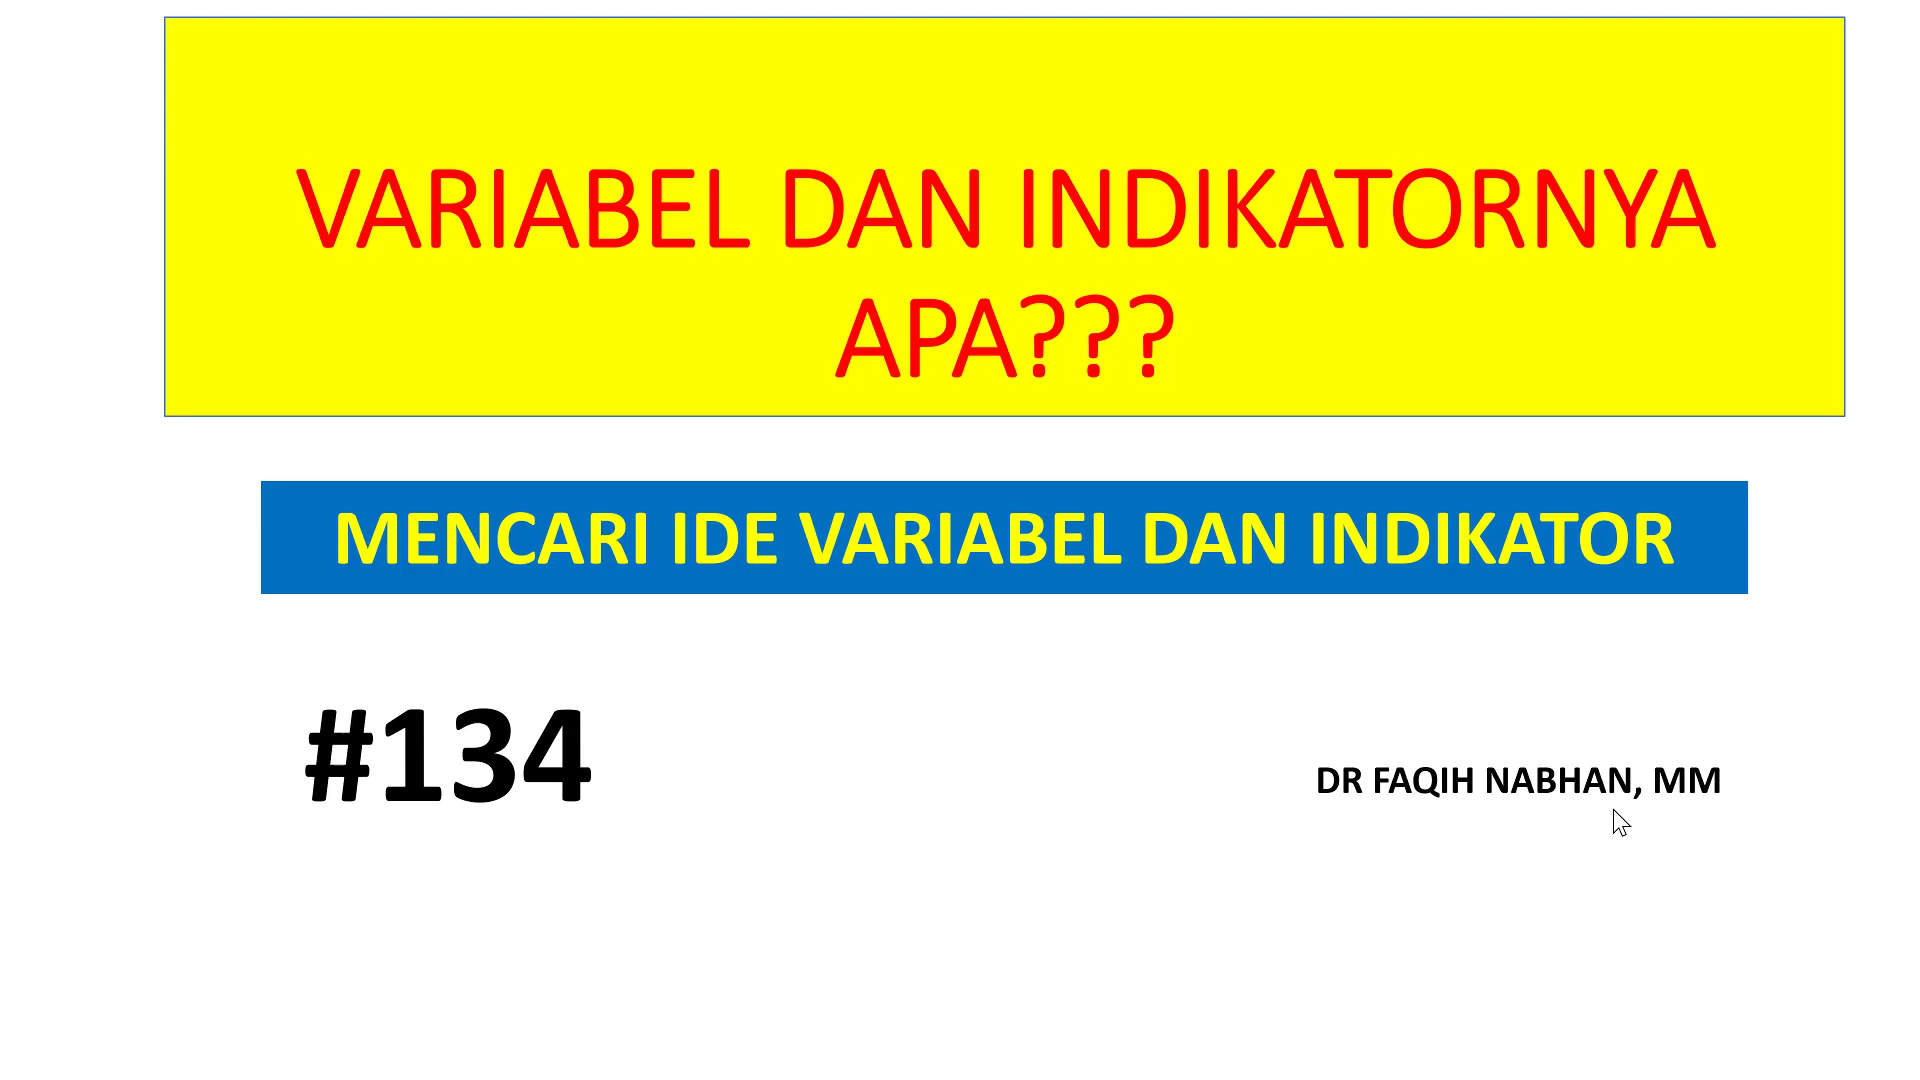 VARIABEL DAN INDIKATORNYA
APA???
MENCARI IDE VARIABEL DAN INDIKATOR
#134
DR FAQIH NABHAN, MM